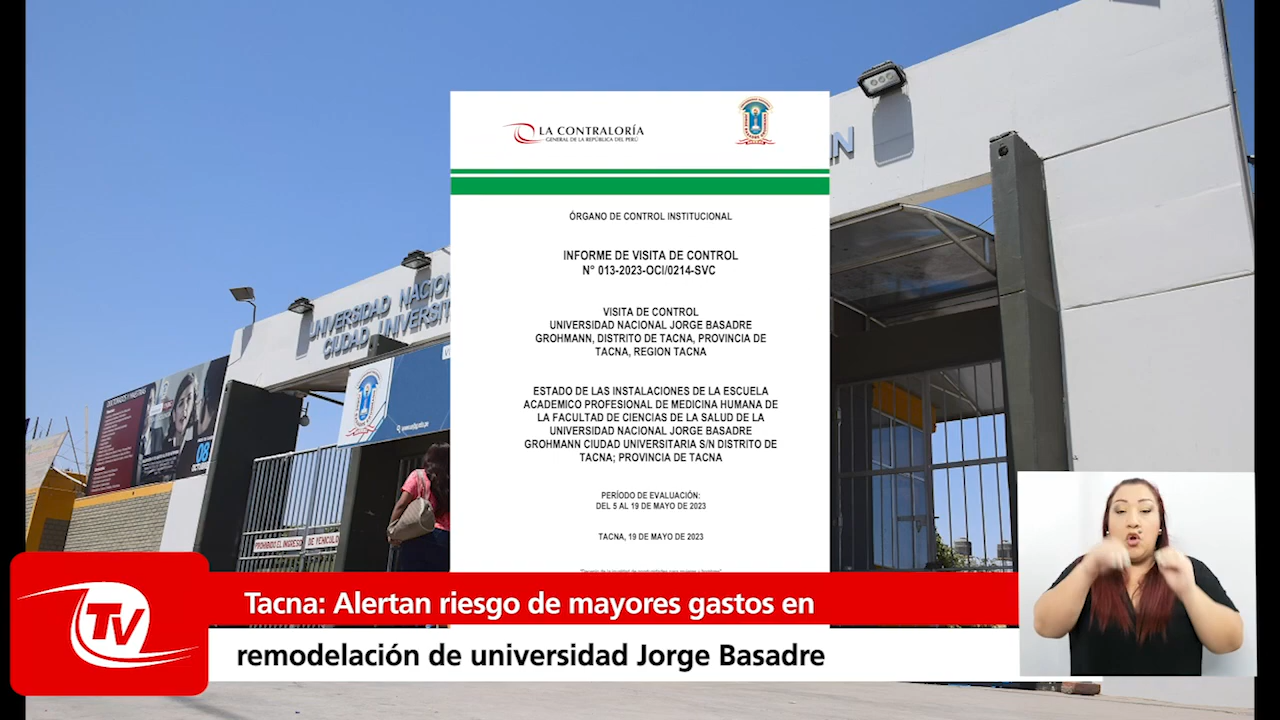 LA CONTRALORÍA
GENERAL DE LA REPÚBLICA DEL PERÚ
ÓRGANO DE CONTROL INSTITUCIONAL
INFORME DE VISITA DE CONTROL
N° 013-2023-OCI/0214-SVC
VISITA DE CONTROL
UNIVERSIDAD NACIONAL JORGE BASADRE
GROHMANN, DISTRITO DE TACNA, PROVINCIA DE
TACNA, REGION TACNA
ESTADO DE LAS INSTALACIONES DE LA ESCUELA
ACADEMICO PROFESIONAL DE MEDICINA HUMANA DE
LA FACULTAD DE CIENCIAS DE LA SALUD DE LA
UNIVERSIDAD NACIONAL JORGE BASADRE
GROHMANN CIUDAD UNIVERSITARIA S/N DISTRITO DE
TACNA; PROVINCIA DE TACNA
PERÍODO DE EVALUACIÓN:
DEL 5 AL 19 DE MAYO DE 2023
TACNA, 19 DE MAYO DE 2023
UNIVERSIDAD NACION
CIUDAD UNIVERSIT
N
08
PROHIBIDO EL INGRESO DE VEHICULO
TV
Tacna: Alertan riesgo de mayores gastos en
remodelación de universidad Jorge Basadre